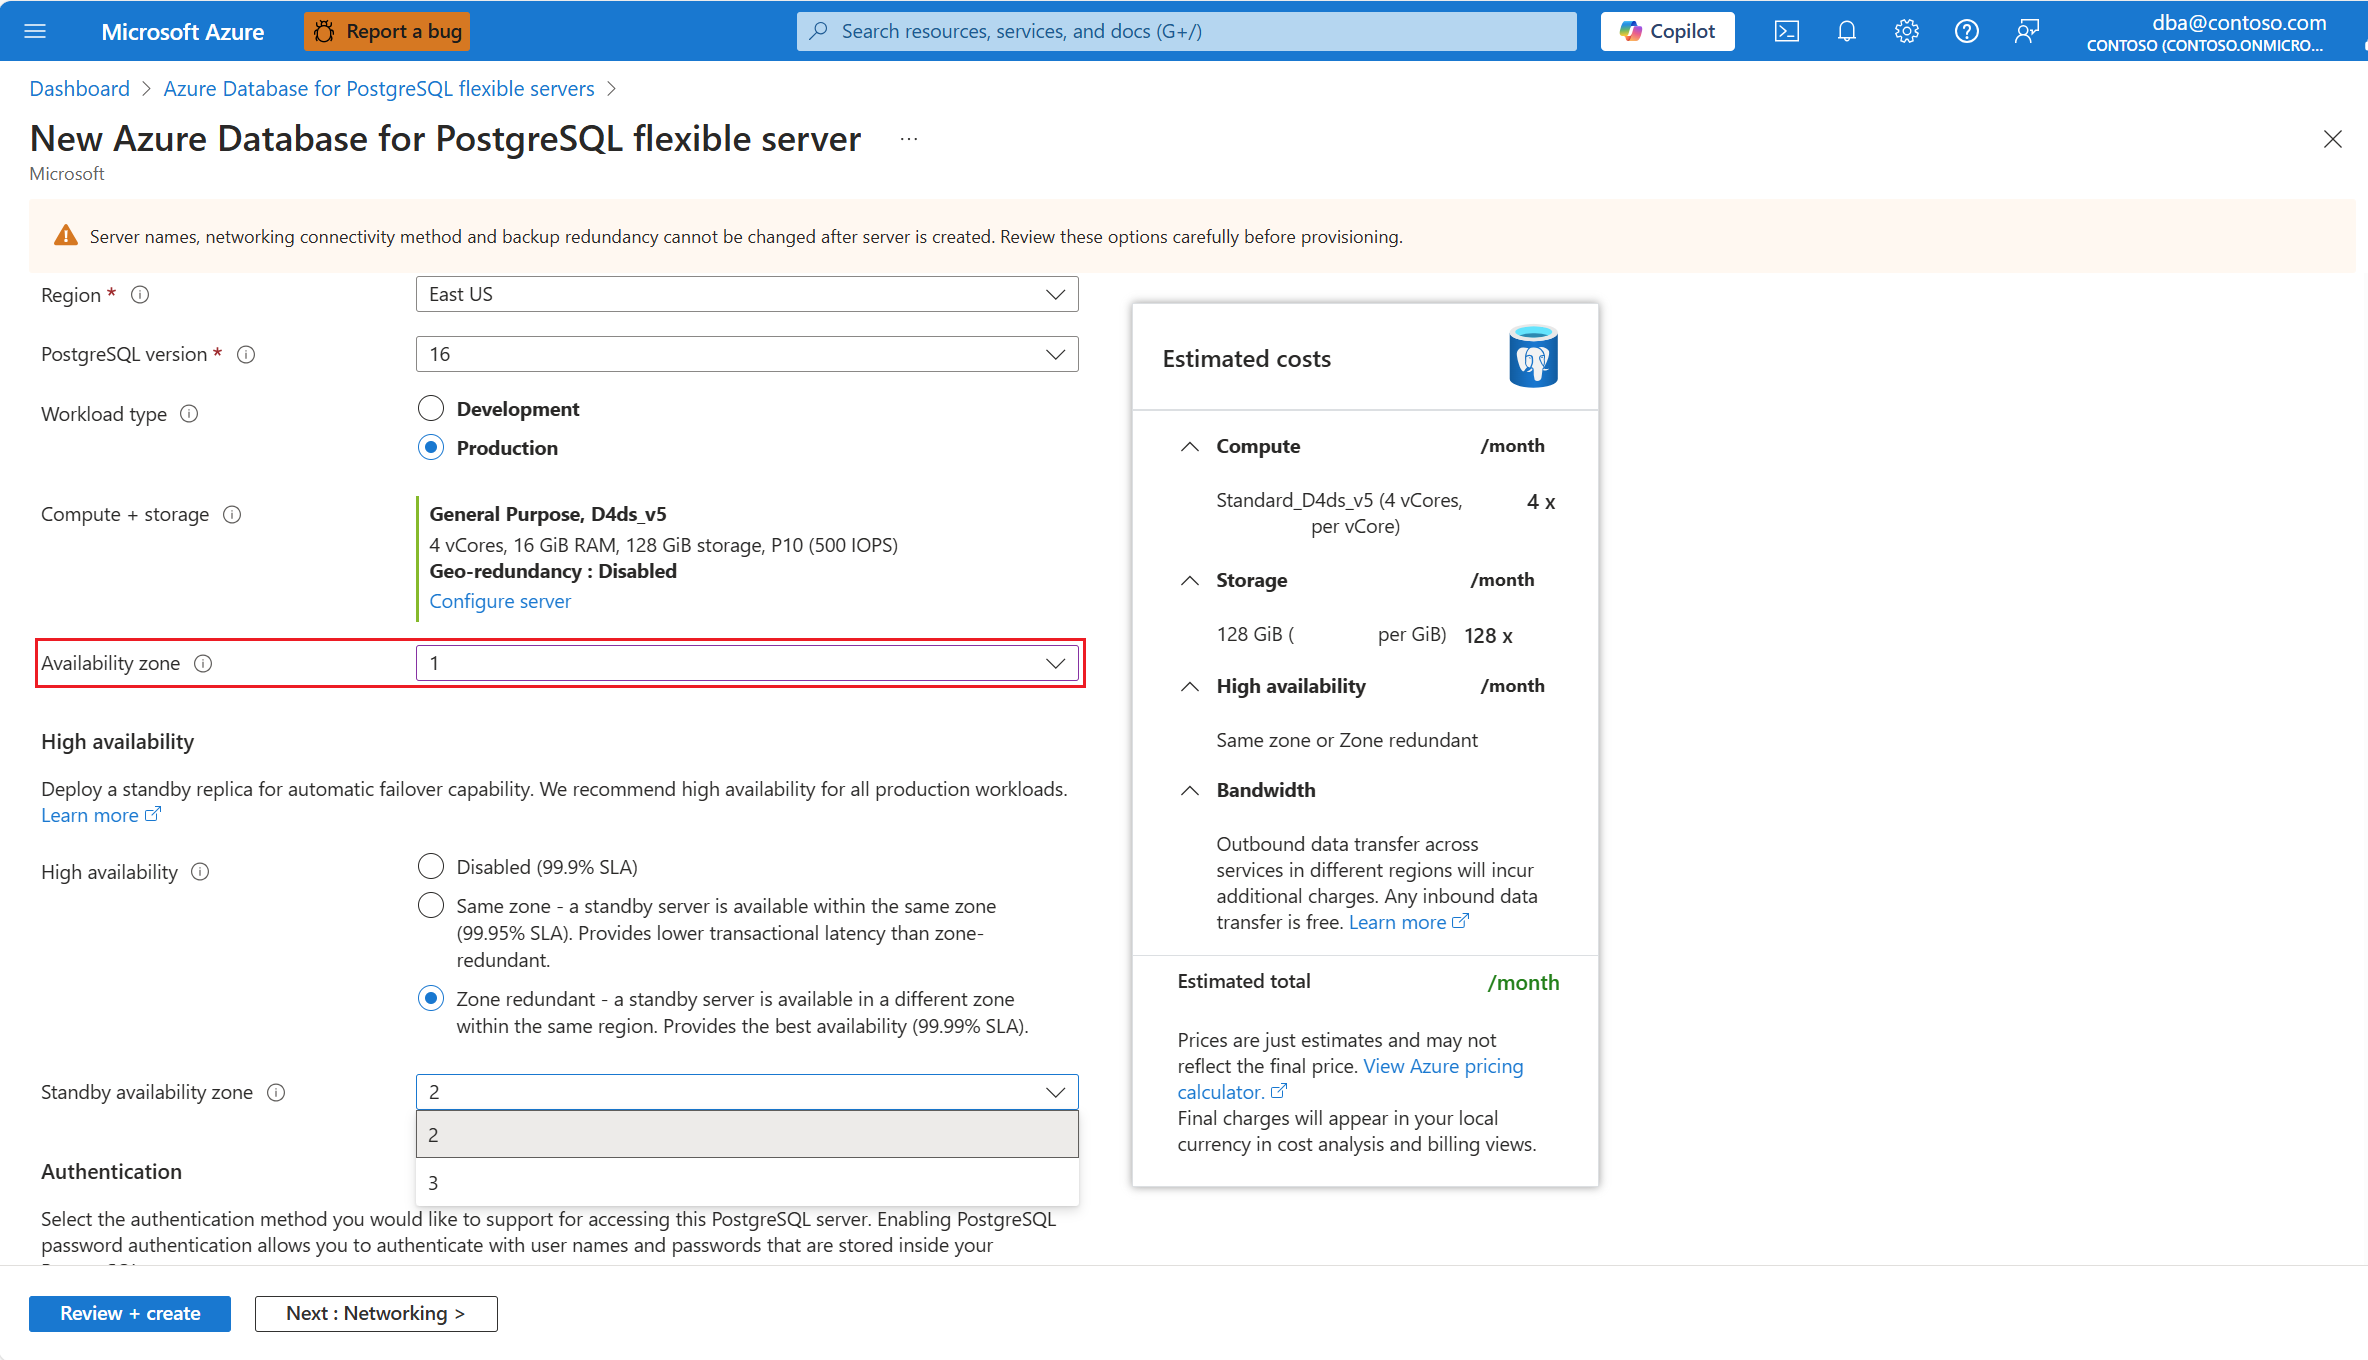 Microsoft Azure
Report a bug
Search resources, services, and docs (G+/)
Copilot
dba@contoso.com
CONTOSO (CONTOSO.ONMICRO...
Dashboard > Azure Database for PostgreSQL flexible servers >
New Azure Database for PostgreSQL flexible server ...
Microsoft
Server names, networking connectivity method and backup redundancy cannot be changed after server is created. Review these options carefully before provisioning.
Region *
East US
PostgreSQL version *
16
Workload type
Development
Production
Compute + storage
General Purpose, D4ds_v5
4 vCores, 16 GiB RAM, 128 GiB storage, P10 (500 IOPS)
Geo-redundancy : Disabled
Configure server
Availability zone
1
High availability
Deploy a standby replica for automatic failover capability. We recommend high availability for all production workloads.
Learn more
High availability
Disabled (99.9% SLA)
Same zone - a standby server is available within the same zone
(99.95% SLA). Provides lower transactional latency than zone-
redundant.
Zone redundant - a standby server is available in a different zone
within the same region. Provides the best availability (99.99% SLA).
Standby availability zone
2
2
3
Authentication
Select the authentication method you would like to support for accessing this PostgreSQL server. Enabling PostgreSQL
password authentication allows you to authenticate with user names and passwords that are stored inside your
Review + create
Next : Networking >
Estimated costs
Compute /month
Standard_D4ds_v5 (4 vCores, 4 x
per vCore)
Storage /month
128 GiB ( per GiB) 128 x
High availability /month
Same zone or Zone redundant
Bandwidth
Outbound data transfer across
services in different regions will incur
additional charges. Any inbound data
transfer is free. Learn more
Estimated total /month
Prices are just estimates and may not
reflect the final price. View Azure pricing
calculator.
Final charges will appear in your local
currency in cost analysis and billing views.